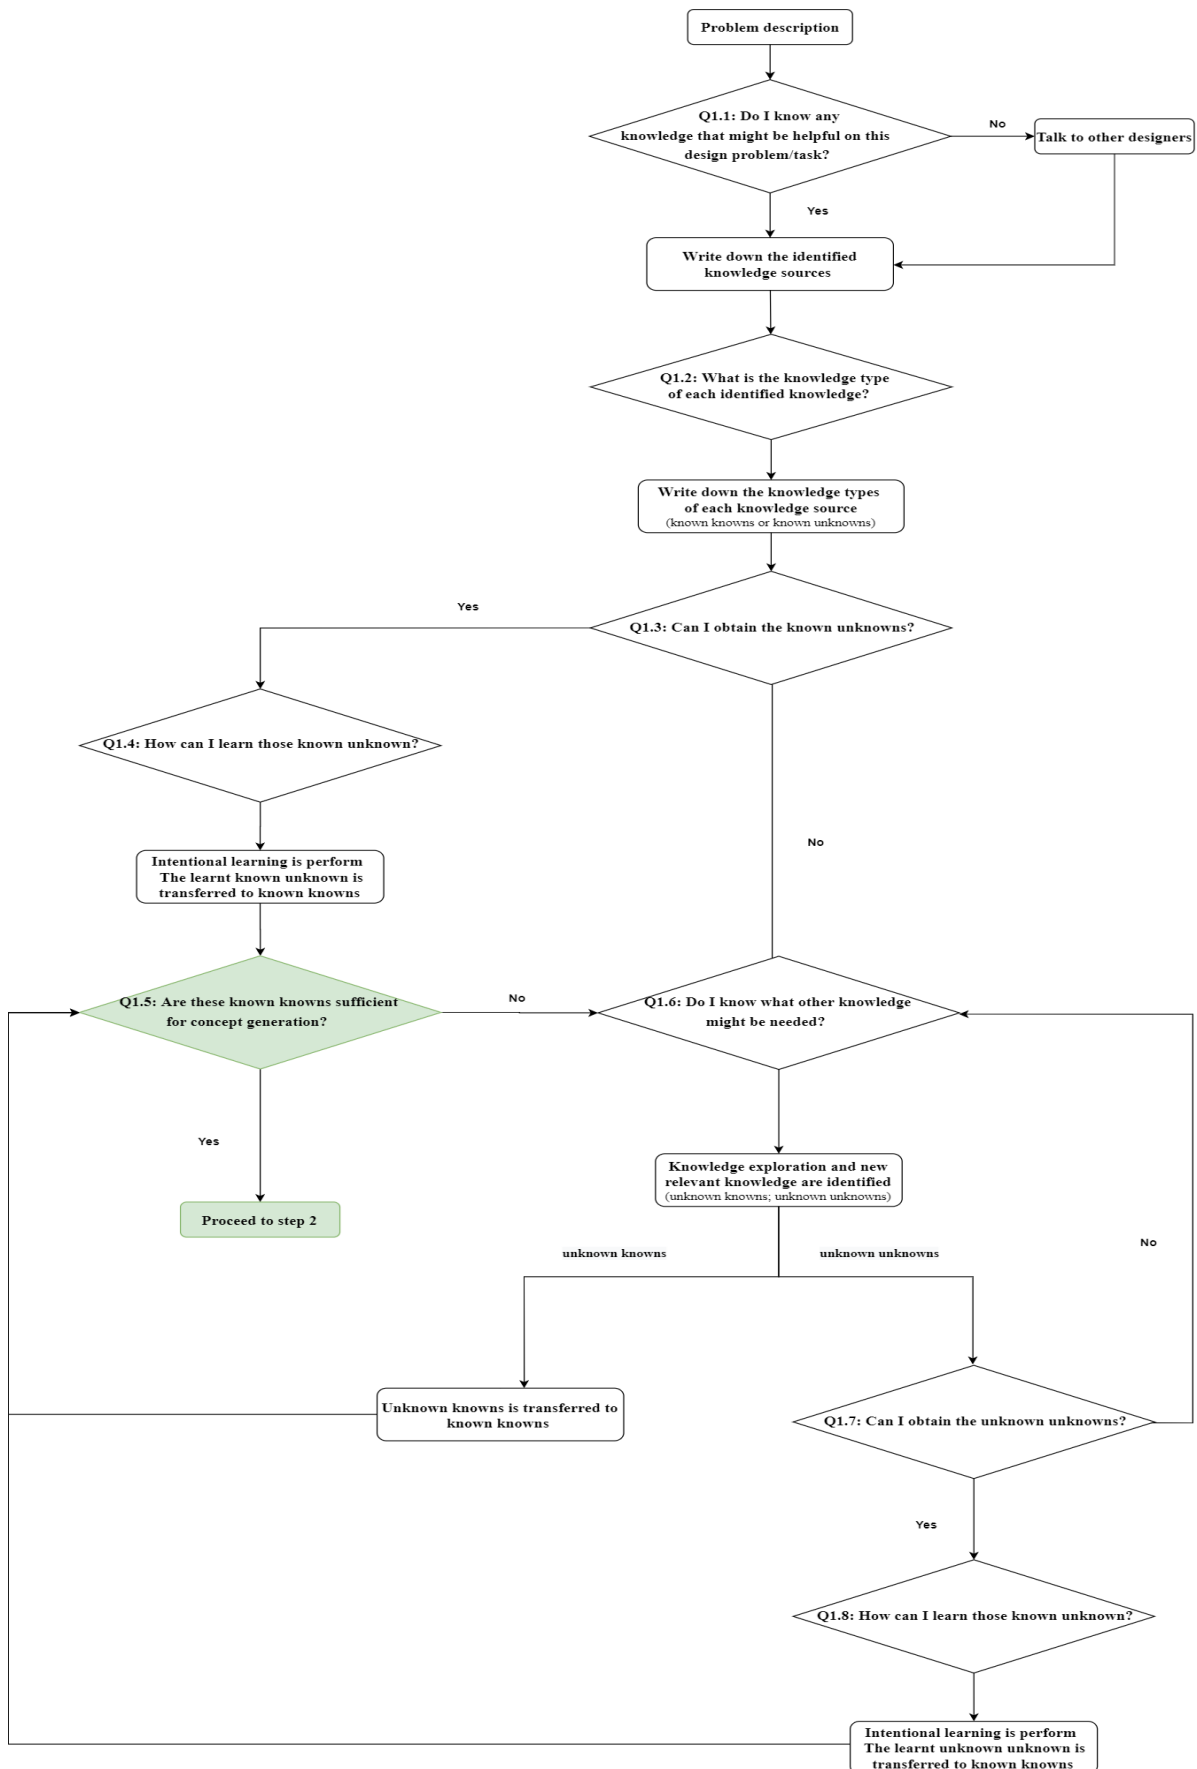 Problem description
Q1.1: Do I know any
knowledge that might be helpful on this
design problem/task?
No
Talk to other designers
Yes
Write down the identified
knowledge sources
Q1.2: What is the knowledge type
of each identified knowledge?
Write down the knowledge types
of each knowledge source
(known knowns or known unknowns)
Yes
Q1.3: Can I obtain the known unknowns?
Q1.4: How can I learn those known unknown?
No
Intentional learning is perform
The learnt known unknown is
transferred to known knowns
Q1.5: Are these known knowns sufficient
for concept generation?
No
Q1.6: Do I know what other knowledge
might be needed?
Yes
Proceed to step 2
Knowledge exploration and new
relevant knowledge are identified
(unknown knowns; unknown unknowns)
unknown knowns
unknown unknowns
No
Unknown knowns is transferred to
known knowns
Q1.7: Can I obtain the unknown unknowns?
Yes
Q1.8: How can I learn those known unknown?
Intentional learning is perform
The learnt unknown unknown is
transferred to known knowns